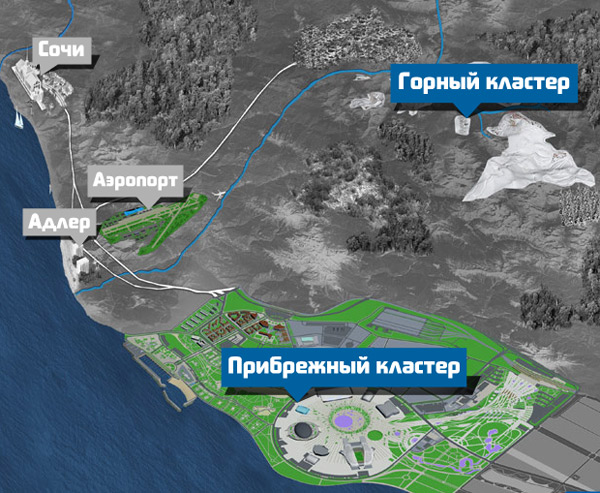 Сочи
Горный кластер
Аэропорт
Адлер
Прибрежный кластер